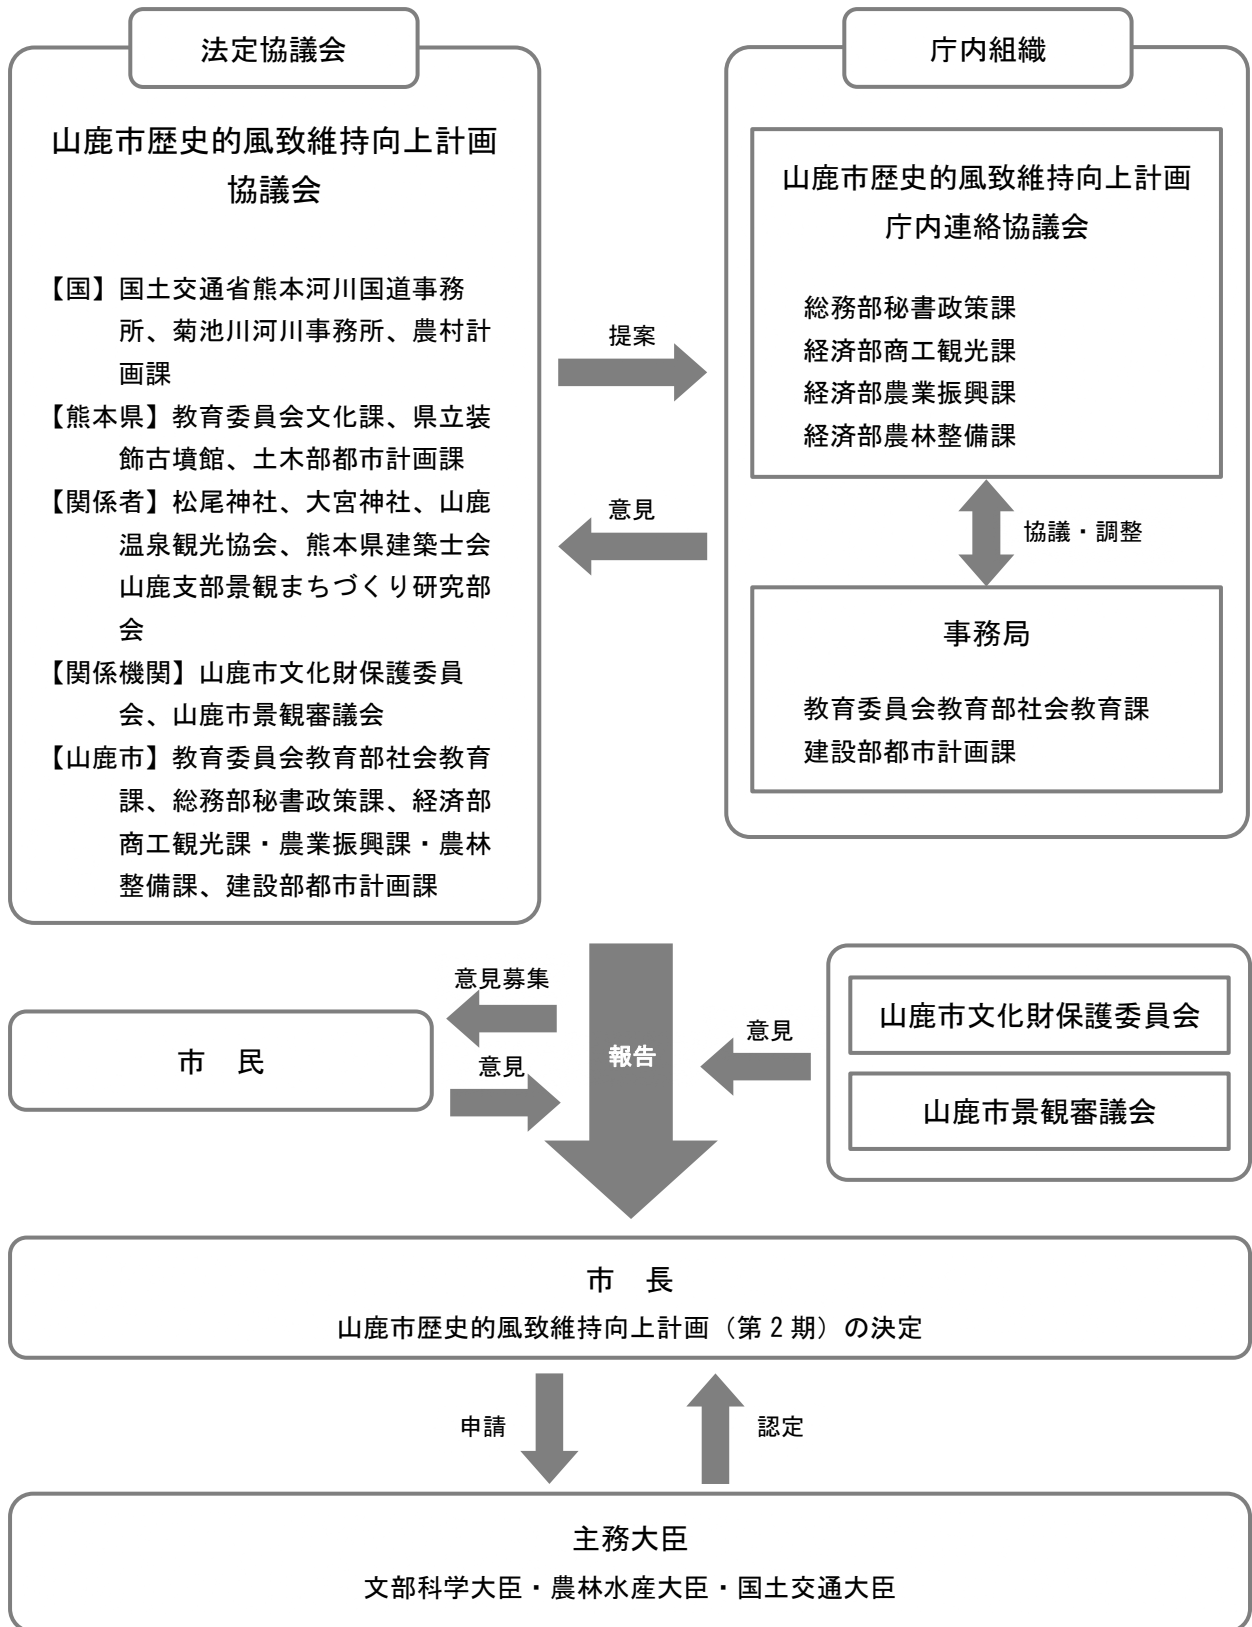 法定協議会
山鹿市歴史的風致維持向上計画
協議会
【国】国土交通省熊本河川国道事務
所、菊池川河川事務所、農村計
画課
【熊本県】教育委員会文化課、県立装
飾古墳館、土木部都市計画課
【関係者】松尾神社、大宮神社、山鹿
温泉観光協会、熊本県建築士会
山鹿支部景観まちづくり研究部
会
【関係機関】山鹿市文化財保護委員
会、山鹿市景観審議会
【山鹿市】教育委員会教育部社会教育
課、総務部秘書政策課、経済部
商工観光課・農業振興課・農林
整備課、建設部都市計画課
提案
意見
庁内組織
山鹿市歴史的風致維持向上計画
庁内連絡協議会
総務部秘書政策課
経済部商工観光課
経済部農業振興課
経済部農林整備課
協議・調整
事務局
教育委員会教育部社会教育課
建設部都市計画課
市　民
意見募集
意見
報告
意見
山鹿市文化財保護委員会
山鹿市景観審議会
市　長
山鹿市歴史的風致維持向上計画（第２期）の決定
申請
認定
主務大臣
文部科学大臣・農林水産大臣・国土交通大臣